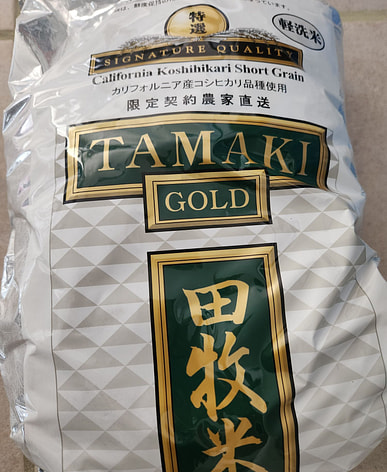 特選
軽洗米
SIGNATURE QUALITY
California Koshihikari Short Grain
カリフォルニア産コシヒカリ品種使用
限定契約農家直送
TAMAKI
GOLD
田牧米